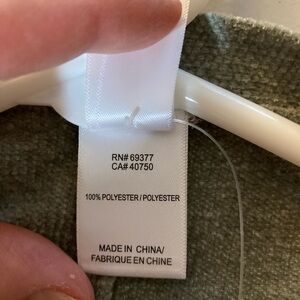 RN# 69377
CA# 40750
100% POLYESTER / POLYESTER
MADE IN CHINA/
FABRIQUE EN CHINE